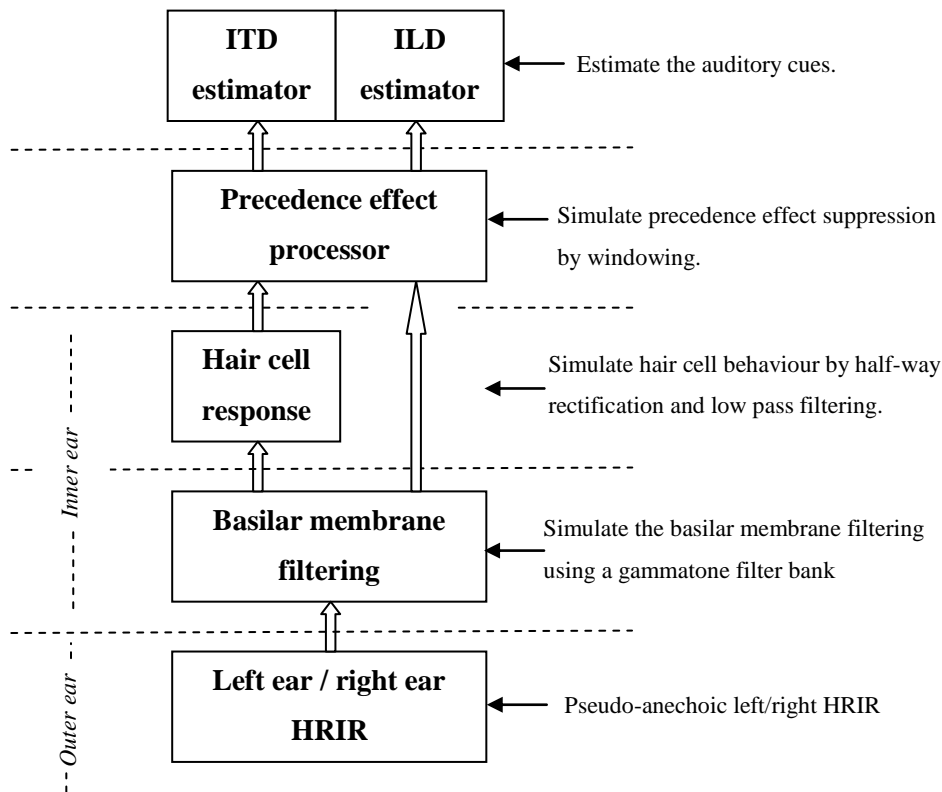 ITD
estimator
ILD
estimator
Estimate the auditory cues.
Precedence effect
processor
Simulate precedence effect suppression
by windowing.
Hair cell
response
Simulate hair cell behaviour by half-way
rectification and low pass filtering.
Inner ear
Basilar membrane
filtering
Simulate the basilar membrane filtering
using a gammatone filter bank
Outer ear
Left ear / right ear
HRIR
Pseudo-anechoic left/right HRIR